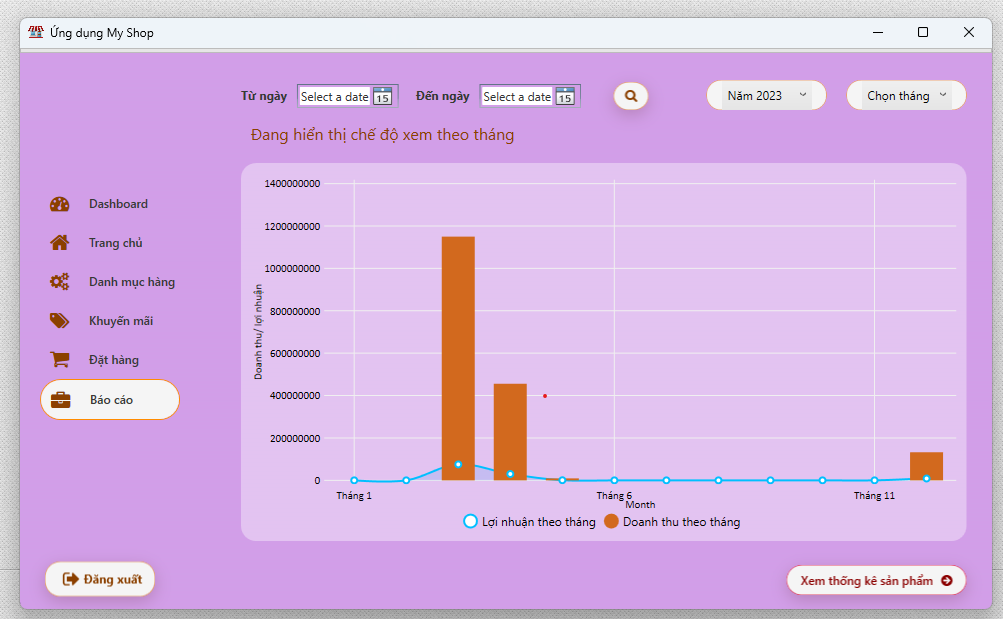 Ứng dụng My Shop
Từ ngày Select a date 15 Đến ngày Select a date 15 Năm 2023 Chọn tháng
Đang hiển thị chế độ xem theo tháng
Dashboard
Trang chủ
Danh mục hàng
Khuyến mãi
Đặt hàng
Báo cáo
Đăng xuất
Doanh thu/ lợi nhuận
1400000000
1200000000
1000000000
800000000
600000000
400000000
200000000
0
Tháng 1 Tháng 6 Tháng 11
Month
Lợi nhuận theo tháng Doanh thu theo tháng
Xem thống kê sản phẩm